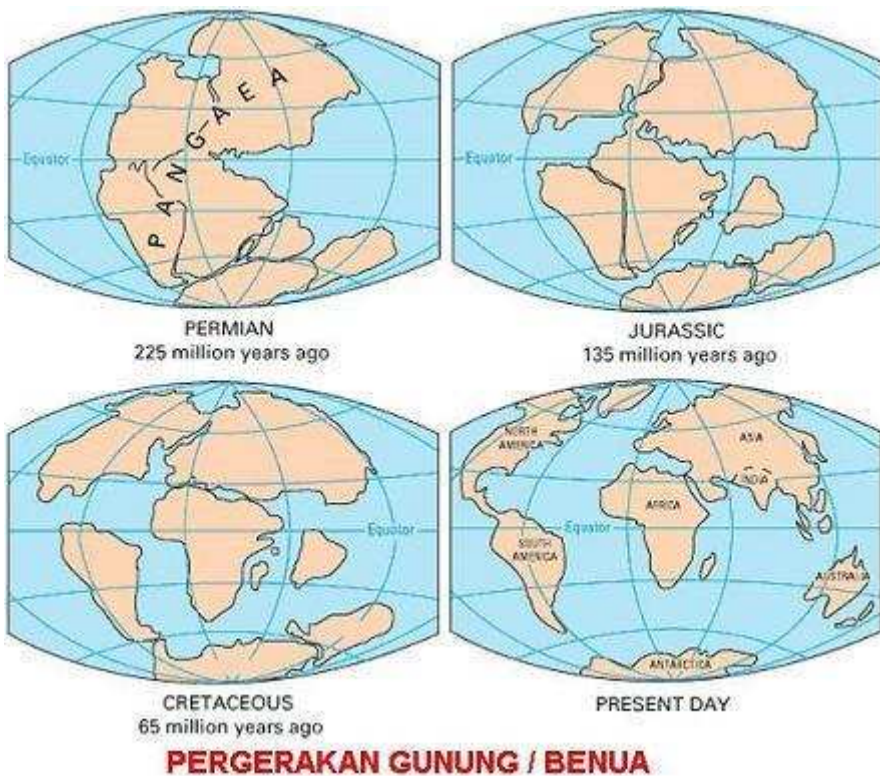 PANGAEA
Equator
PERMIAN
225 million years ago
Equator
JURASSIC
135 million years ago
Equator
CRETACEOUS
65 million years ago
NORTH
AMERICA
ASIA
INDIA
AFRICA
Equator
SOUTH
AMERICA
AUSTRALIA
ANTARCTICA
PRESENT DAY
PERGERAKAN GUNUNG / BENUA